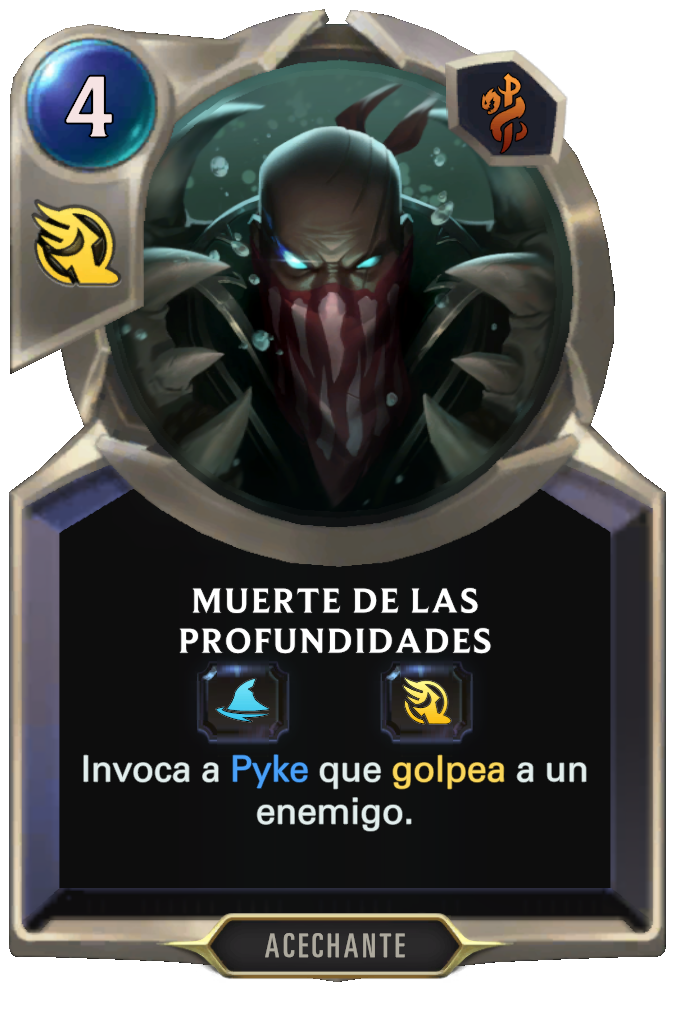 4
MUERTE DE LAS
PROFUNDIDADES
Invoca a Pyke que golpea a un
enemigo.
ACECHANTE